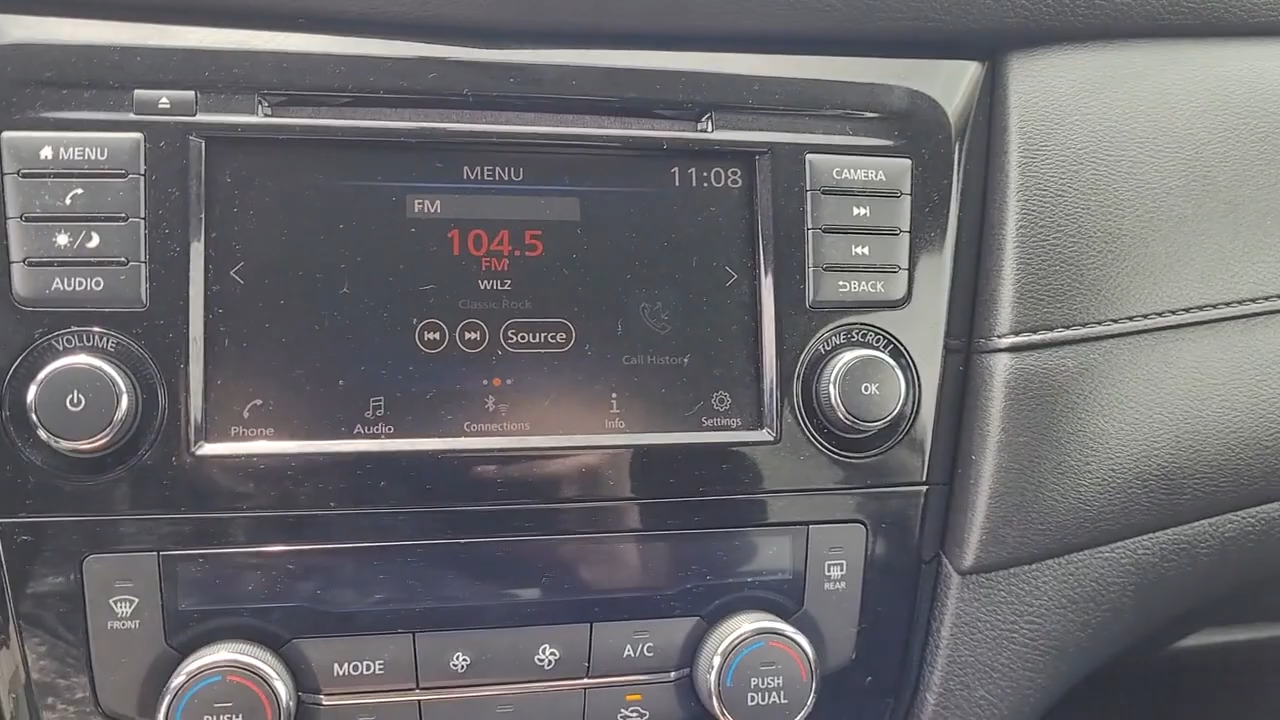 MENU
AUDIO
VOLUME
MENU
11:08
FM
104.5
FM
WILZ
Classic Rock
Source
Call History
Phone
Audio
Connections
Info
Settings
CAMERA
BACK
TUNE·SCROLL
OK
FRONT
REAR
MODE
A/C
PUSH
PUSH
DUAL